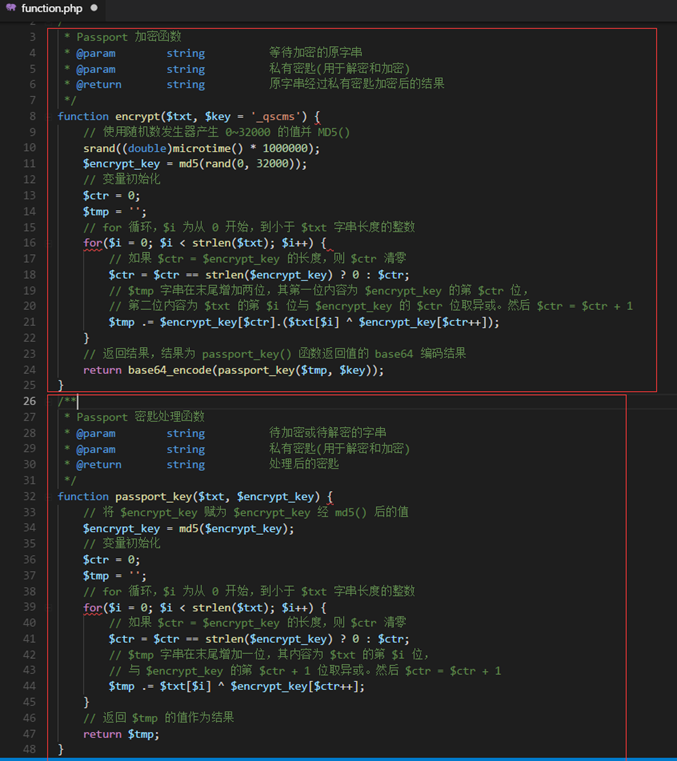 function.php
2 /
3 * Passport 加密函数
4 * @param string 等待加密的原字串
5 * @param string 私有密匙(用于解密和加密)
6 * @return string 原字串经过私有密匙加密后的结果
7 */
8 function encrypt($txt, $key = '_qscms') {
9 // 使用随机数发生器产生 0~32000 的值并 MD5()
10 srand((double)microtime() * 1000000);
11 $encrypt_key = md5(rand(0, 32000));
12 // 变量初始化
13 $ctr = 0;
14 $tmp = '';
15 // for 循环，$i 为从 0 开始，到小于 $txt 字串长度的整数
16 for($i = 0; $i < strlen($txt); $i++) {
17 // 如果 $ctr = $encrypt_key 的长度，则 $ctr 清零
18 $ctr = $ctr == strlen($encrypt_key) ? 0 : $ctr;
19 // $tmp 字串在末尾增加两位，其第一位内容为 $encrypt_key 的第 $ctr 位，
20 // 第二位内容为 $txt 的第 $i 位与 $encrypt_key 的 $ctr 位取异或。然后 $ctr = $ctr + 1
21 $tmp .= $encrypt_key[$ctr].($txt[$i] ^ $encrypt_key[$ctr++]);
22 }
23 // 返回结果，结果为 passport_key() 函数返回值的 base64 编码结果
24 return base64_encode(passport_key($tmp, $key));
25 }
26 /**
27 * Passport 密匙处理函数
28 * @param string 待加密或待解密的字串
29 * @param string 私有密匙(用于解密和加密)
30 * @return string 处理后的密匙
31 */
32 function passport_key($txt, $encrypt_key) {
33 // 将 $encrypt_key 赋为 $encrypt_key 经 md5() 后的值
34 $encrypt_key = md5($encrypt_key);
35 // 变量初始化
36 $ctr = 0;
37 $tmp = '';
38 // for 循环，$i 为从 0 开始，到小于 $txt 字串长度的整数
39 for($i = 0; $i < strlen($txt); $i++) {
40 // 如果 $ctr = $encrypt_key 的长度，则 $ctr 清零
41 $ctr = $ctr == strlen($encrypt_key) ? 0 : $ctr;
42 // $tmp 字串在末尾增加一位，其内容为 $txt 的第 $i 位，
43 // 与 $encrypt_key 的第 $ctr + 1 位取异或。然后 $ctr = $ctr + 1
44 $tmp .= $txt[$i] ^ $encrypt_key[$ctr++];
45 }
46 // 返回 $tmp 的值作为结果
47 return $tmp;
48 }